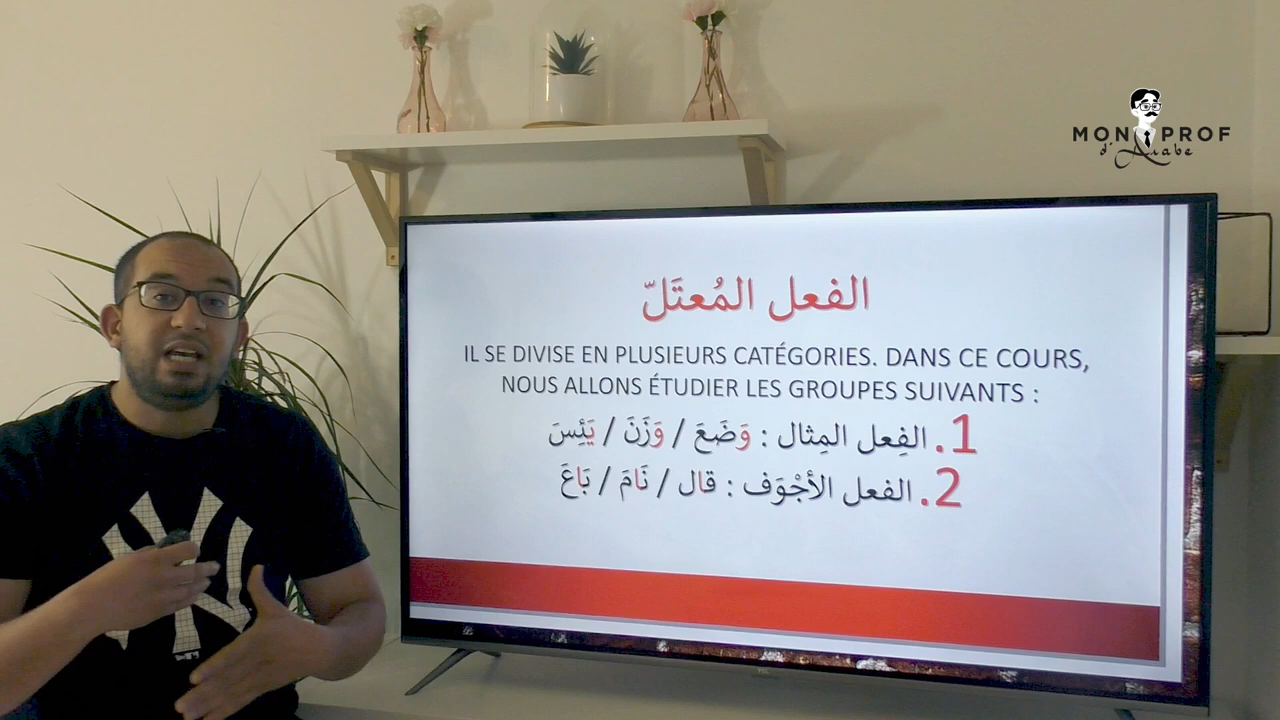 MON PROF
d'Arabe
الفعل المُعتَلّ
IL SE DIVISE EN PLUSIEURS CATÉGORIES. DANS CE COURS,
NOUS ALLONS ÉTUDIER LES GROUPES SUIVANTS :
1. الفِعل المِثال : وَضَعَ / وَزَنَ / يَئِسَ
2. الفعل الأجْوَف : قال / نَامَ / بَاعَ
NY